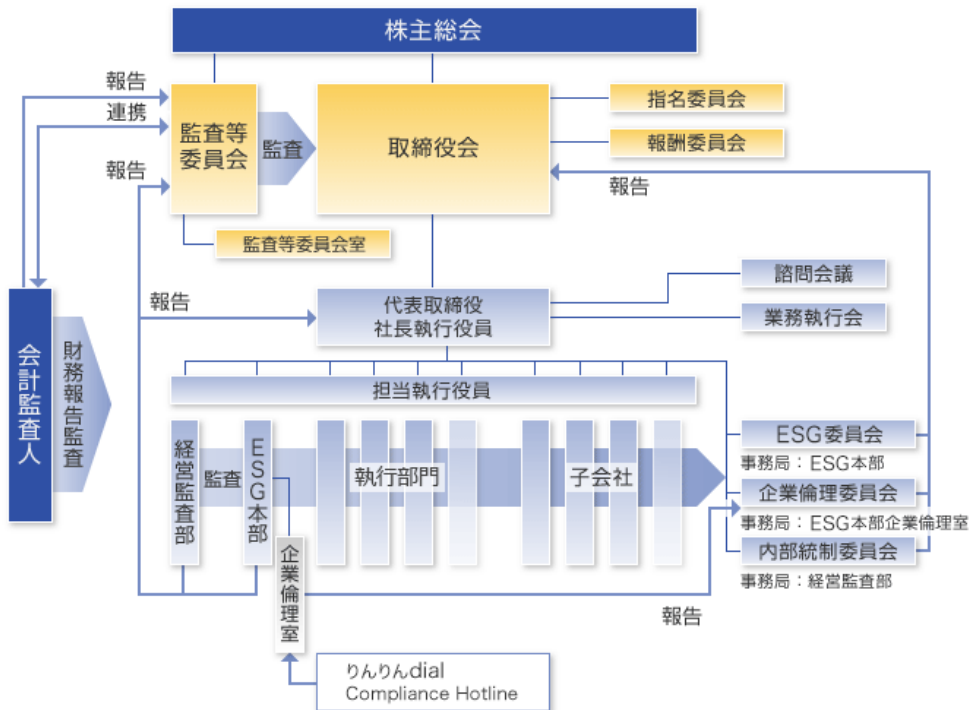 株主総会
報告
連携
報告
監査等
委員会
監査
取締役会
指名委員会
報酬委員会
報告
監査等委員会室
報告
代表取締役
社長執行役員
諮問会議
業務執行会
会計監査人
財務報告監査
担当執行役員
経営監査部
監査
ESG本部
執行部門
子会社
ESG委員会
事務局：ESG本部
企業倫理委員会
事務局：ESG本部企業倫理室
内部統制委員会
事務局：経営監査部
企業倫理室
報告
りんりんdial
Compliance Hotline